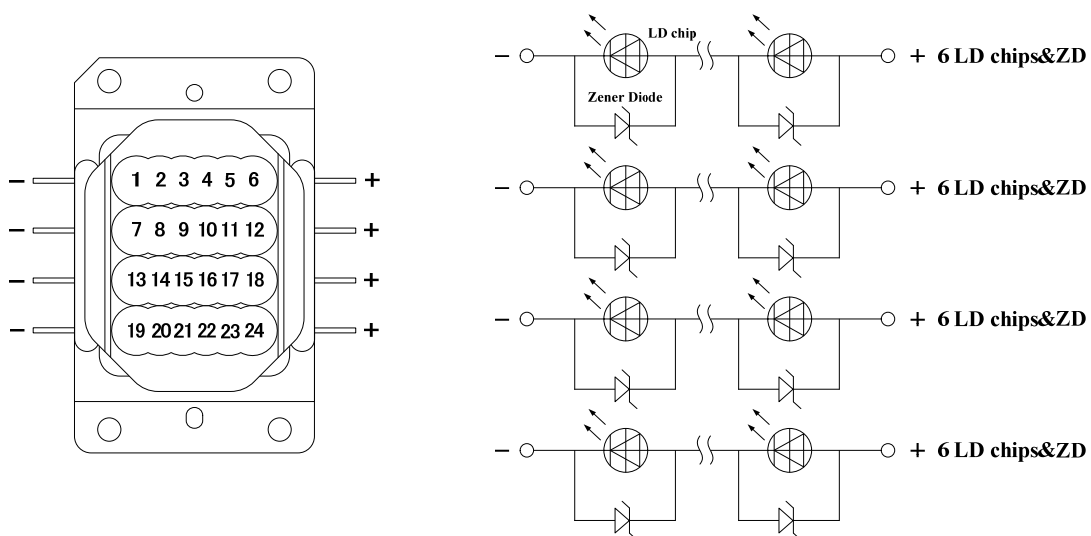 LD chip
− + 6 LD chips&ZD
Zener Diode
− 1 2 3 4 5 6 +
− + 6 LD chips&ZD
− 7 8 9 10 11 12 +
− 13 14 15 16 17 18 +
− + 6 LD chips&ZD
− 19 20 21 22 23 24 +
− + 6 LD chips&ZD